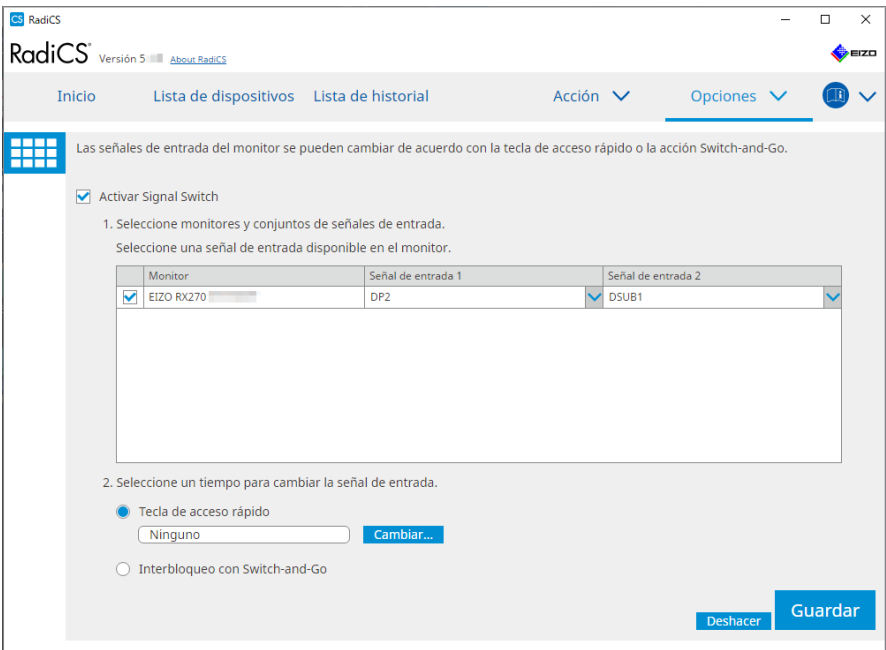 CS RadiCS
RadiCS® Versión 5 About RadiCS
EIZO
Inicio Lista de dispositivos Lista de historial Acción Opciones
Las señales de entrada del monitor se pueden cambiar de acuerdo con la tecla de acceso rápido o la acción Switch-and-Go.
Activar Signal Switch
1. Seleccione monitores y conjuntos de señales de entrada.
Seleccione una señal de entrada disponible en el monitor.
Monitor Señal de entrada 1 Señal de entrada 2
EIZO RX270 DP2 DSUB1
2. Seleccione un tiempo para cambiar la señal de entrada.
Tecla de acceso rápido
Ninguno Cambiar...
Interbloqueo con Switch-and-Go
Deshacer Guardar